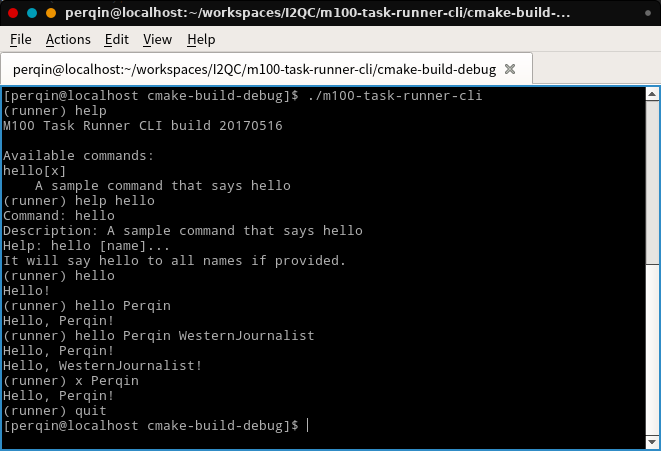 perqin@localhost:~/workspaces/I2QC/m100-task-runner-cli/cmake-build-...
File Actions Edit View Help
perqin@localhost:~/workspaces/I2QC/m100-task-runner-cli/cmake-build-debug
[perqin@localhost cmake-build-debug]$ ./m100-task-runner-cli
(runner) help
M100 Task Runner CLI build 20170516
Available commands:
hello[x]
    A sample command that says hello
(runner) help hello
Command: hello
Description: A sample command that says hello
Help: hello [name]...
It will say hello to all names if provided.
(runner) hello
Hello!
(runner) hello Perqin
Hello, Perqin!
(runner) hello Perqin WesternJournalist
Hello, Perqin!
Hello, WesternJournalist!
(runner) x Perqin
Hello, Perqin!
(runner) quit
[perqin@localhost cmake-build-debug]$